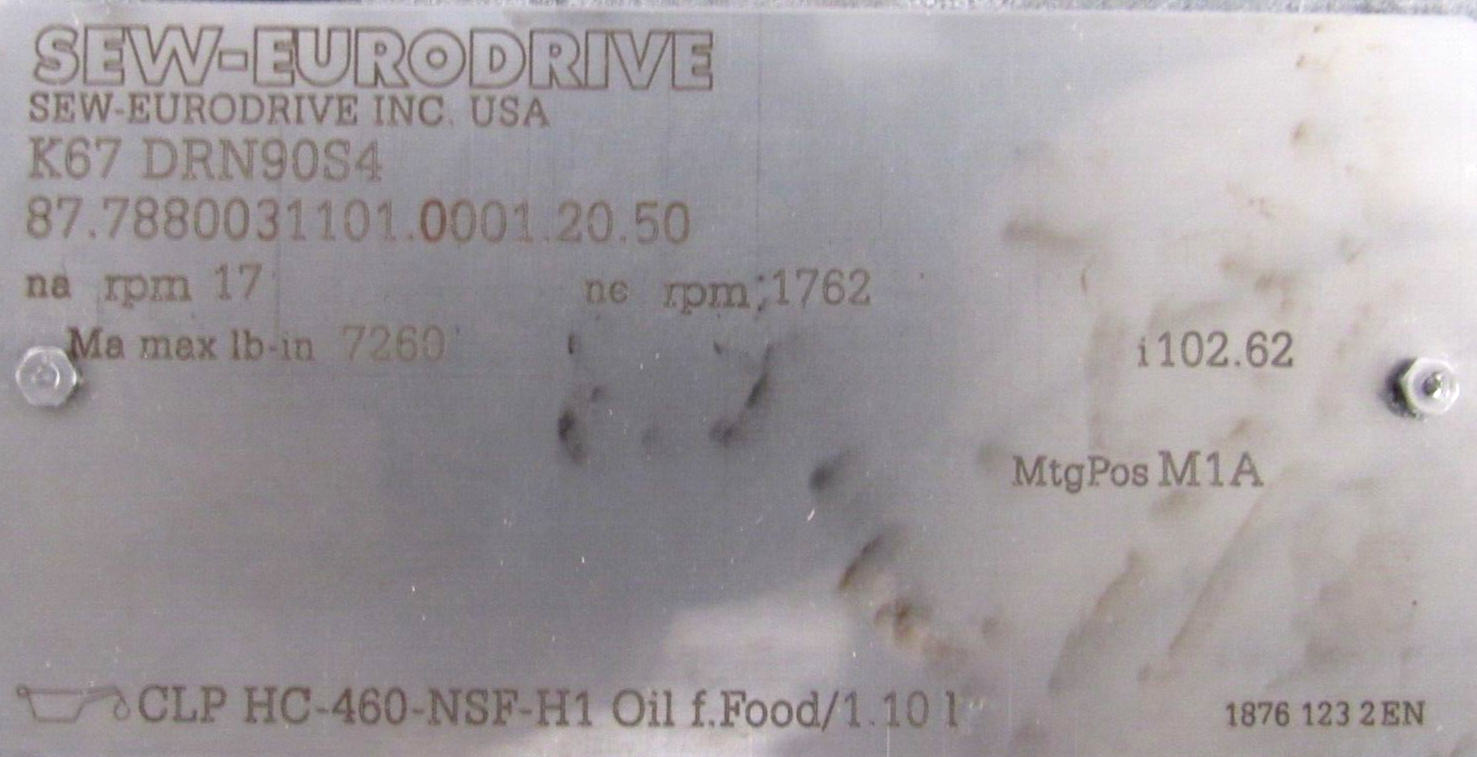 SEW-EURODRIVE
SEW-EURODRIVE INC. USA
K67 DRN90S4
87.7880031101.0001.20.50
na rpm 17 ne rpm 1762
Ma max lb-in 7260 i 102.62
MtgPos M1A
CLP HC-460-NSF-H1 Oil f.Food/1.10 l
1876 123 2EN